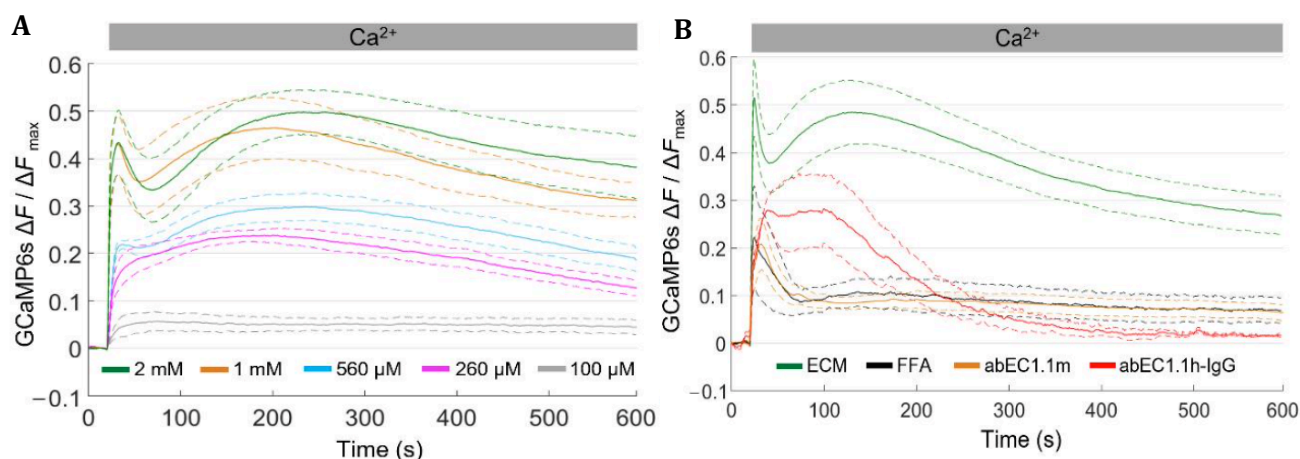 A
Ca²⁺
GCaMP6s ΔF / ΔFmax
0.6
0.5
0.4
0.3
0.2
0.1
0
−0.1
2 mM 1 mM 560 µM 260 µM 100 µM
0 100 200 300 400 500 600
Time (s)
B
Ca²⁺
GCaMP6s ΔF / ΔFmax
0.6
0.5
0.4
0.3
0.2
0.1
0
−0.1
ECM FFA abEC1.1m abEC1.1h-IgG
0 100 200 300 400 500 600
Time (s)